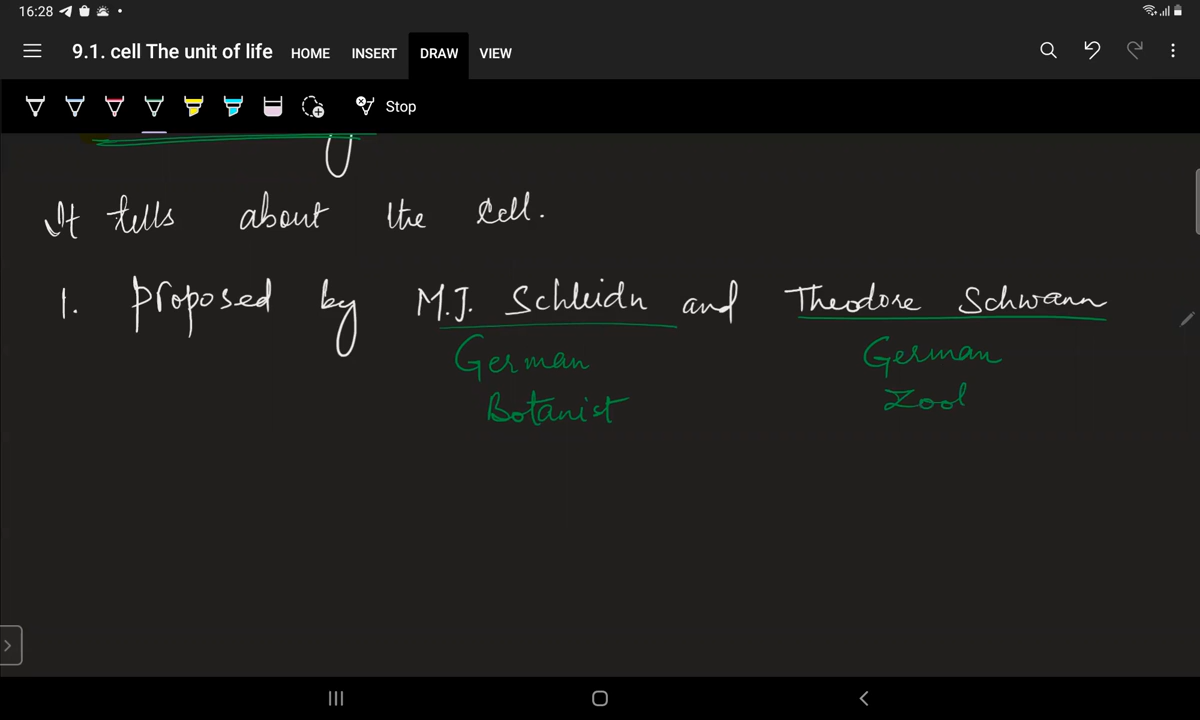 16:28
9.1. cell The unit of life HOME INSERT DRAW VIEW
Stop
It tells about the cell.
1. proposed by M.J. Schleidn and Theodore Schwann
German German
Botanist Zool